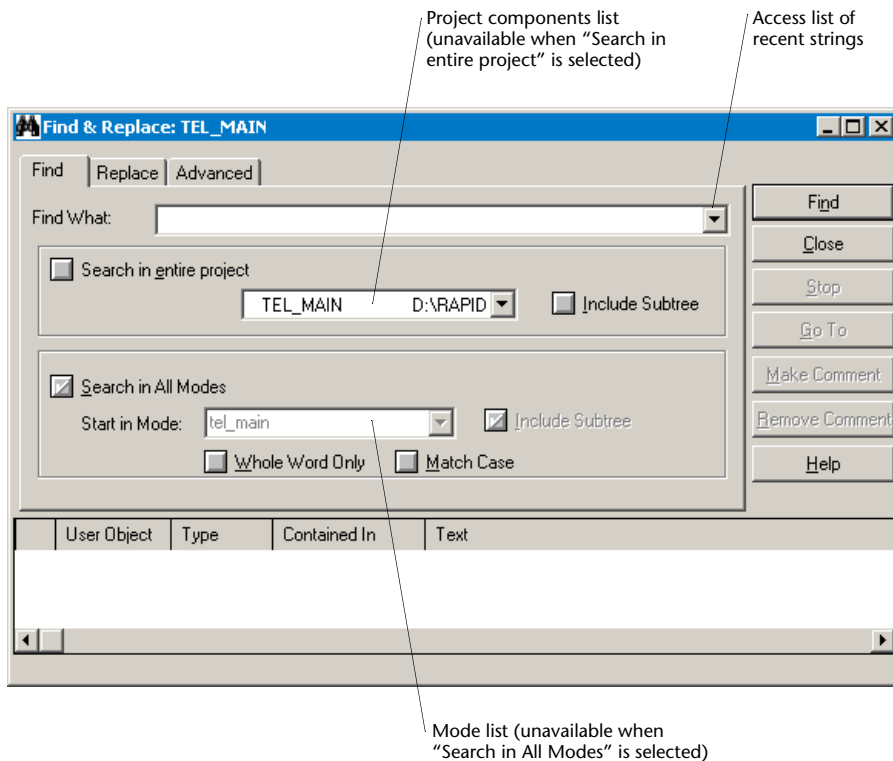 Project components list
(unavailable when “Search in
entire project” is selected)
Access list of
recent strings
Find & Replace: TEL_MAIN
Find
Replace
Advanced
Find What:
Search in entire project
TEL_MAIN D:\RAPID
Include Subtree
Search in All Modes
Start in Mode:
tel_main
Include Subtree
Whole Word Only
Match Case
Find
Close
Stop
Go To
Make Comment
Remove Comment
Help
User Object
Type
Contained In
Text
Mode list (unavailable when
“Search in All Modes” is selected)